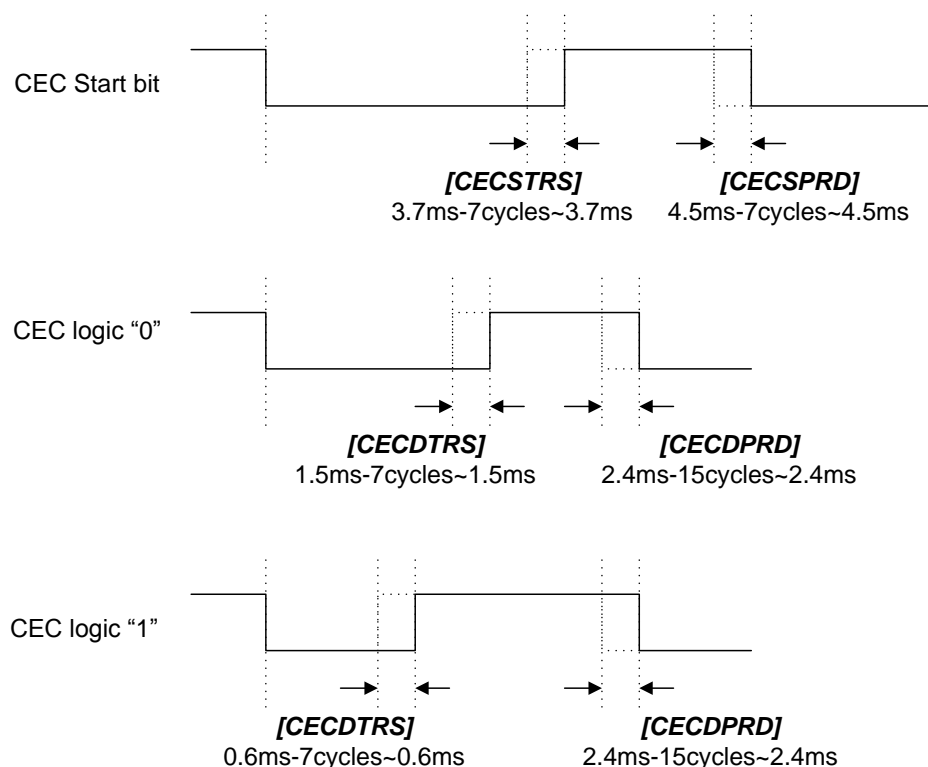 CEC Start bit
[CECSTRS] [CECSPRD]
3.7ms-7cycles~3.7ms 4.5ms-7cycles~4.5ms
CEC logic “0”
[CECDTRS] [CECDPRD]
1.5ms-7cycles~1.5ms 2.4ms-15cycles~2.4ms
CEC logic “1”
[CECDTRS] [CECDPRD]
0.6ms-7cycles~0.6ms 2.4ms-15cycles~2.4ms